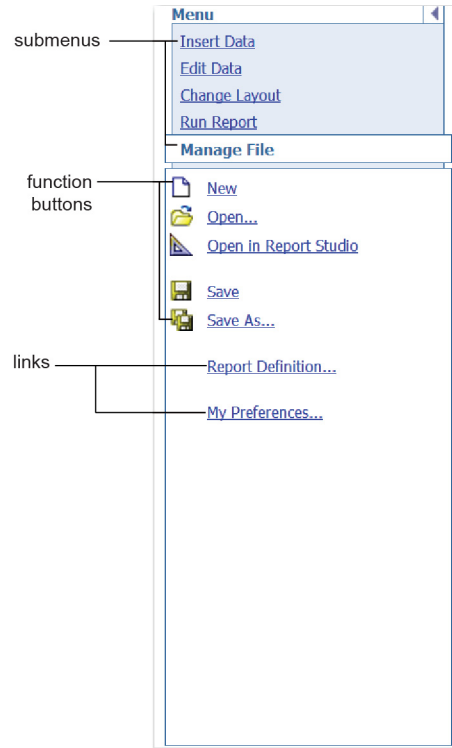 Menu
submenus
Insert Data
Edit Data
Change Layout
Run Report
Manage File
function
buttons
New
Open...
Open in Report Studio
Save
Save As...
links
Report Definition...
My Preferences...